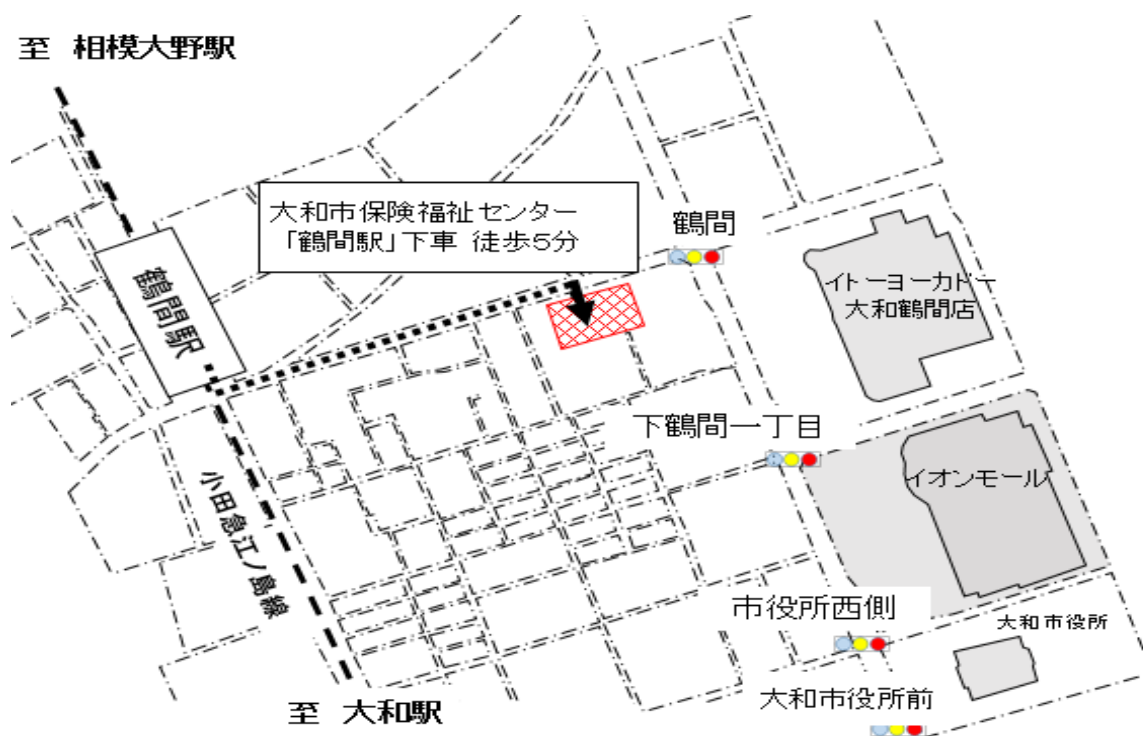 至 相模大野駅
大和市保険福祉センター
「鶴間駅」下車 徒歩5分
鶴間
鶴間駅
イトーヨーカドー
大和鶴間店
下鶴間一丁目
イオンモール
小田急江ノ島線
市役所西側
大和市役所
大和市役所前
至 大和駅